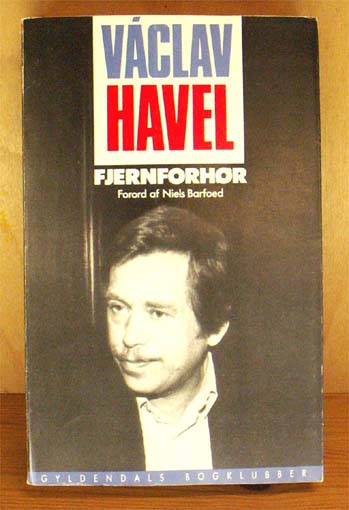 VÁCLAV
HAVEL
FJERNFORHØR
Forord af Niels Barfoed
GYLDENDALS BOGKLUBBER